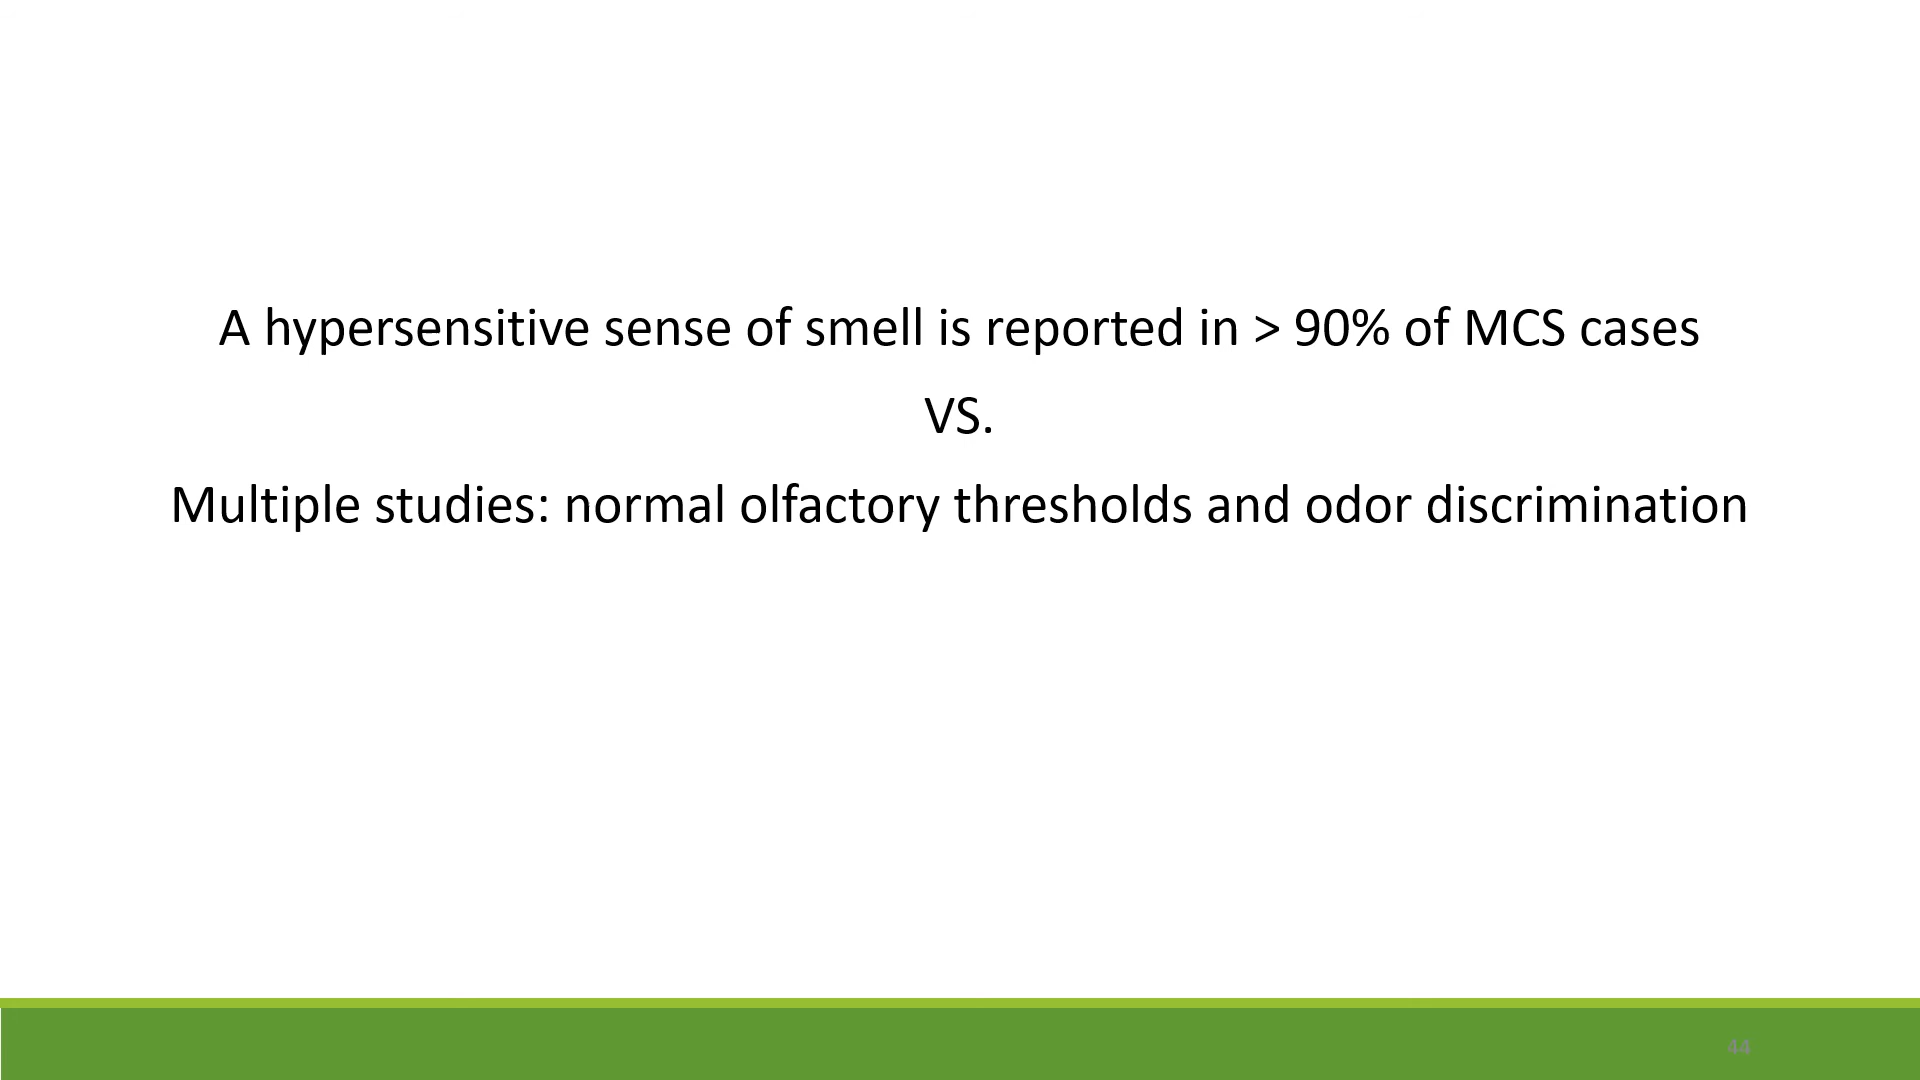 A hypersensitive sense of smell is reported in > 90% of MCS cases
VS.
Multiple studies: normal olfactory thresholds and odor discrimination
44